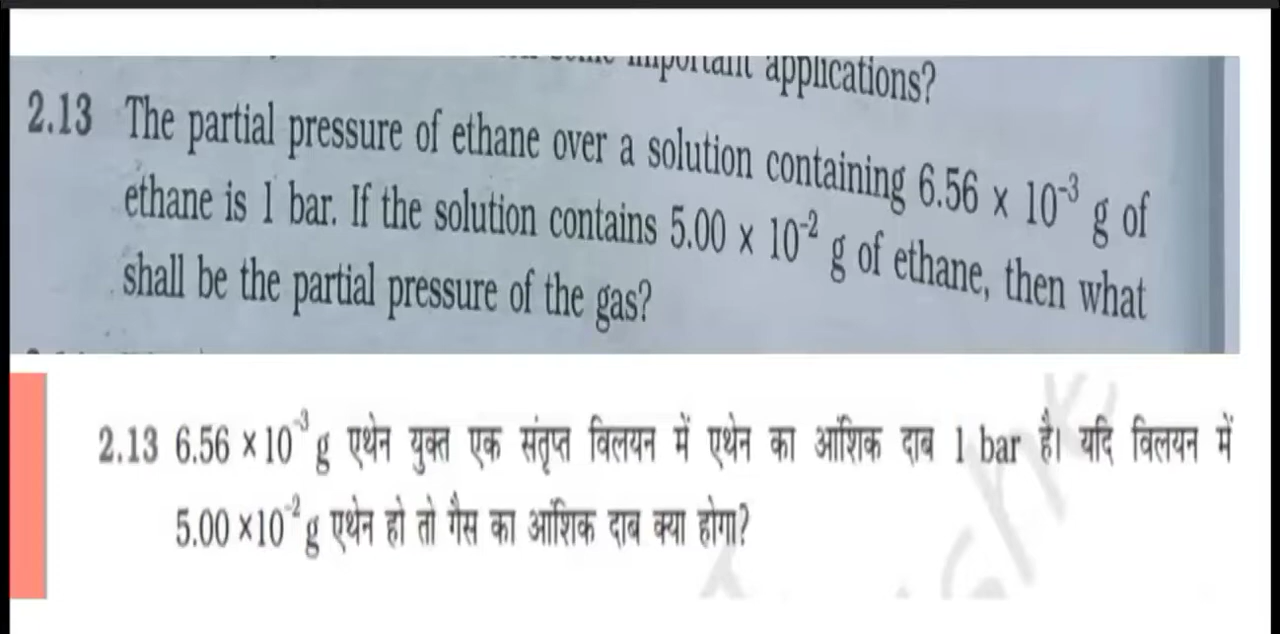 important applications?
2.13 The partial pressure of ethane over a solution containing 6.56 × 10⁻³ g of
ethane is 1 bar. If the solution contains 5.00 × 10⁻² g of ethane, then what
shall be the partial pressure of the gas?
2.13 6.56 × 10⁻³ g एथेन युक्त एक संतृप्त विलयन में एथेन का आंशिक दाब 1 bar है। यदि विलयन में
5.00 ×10⁻² g एथेन हो तो गैस का आंशिक दाब क्या होगा?